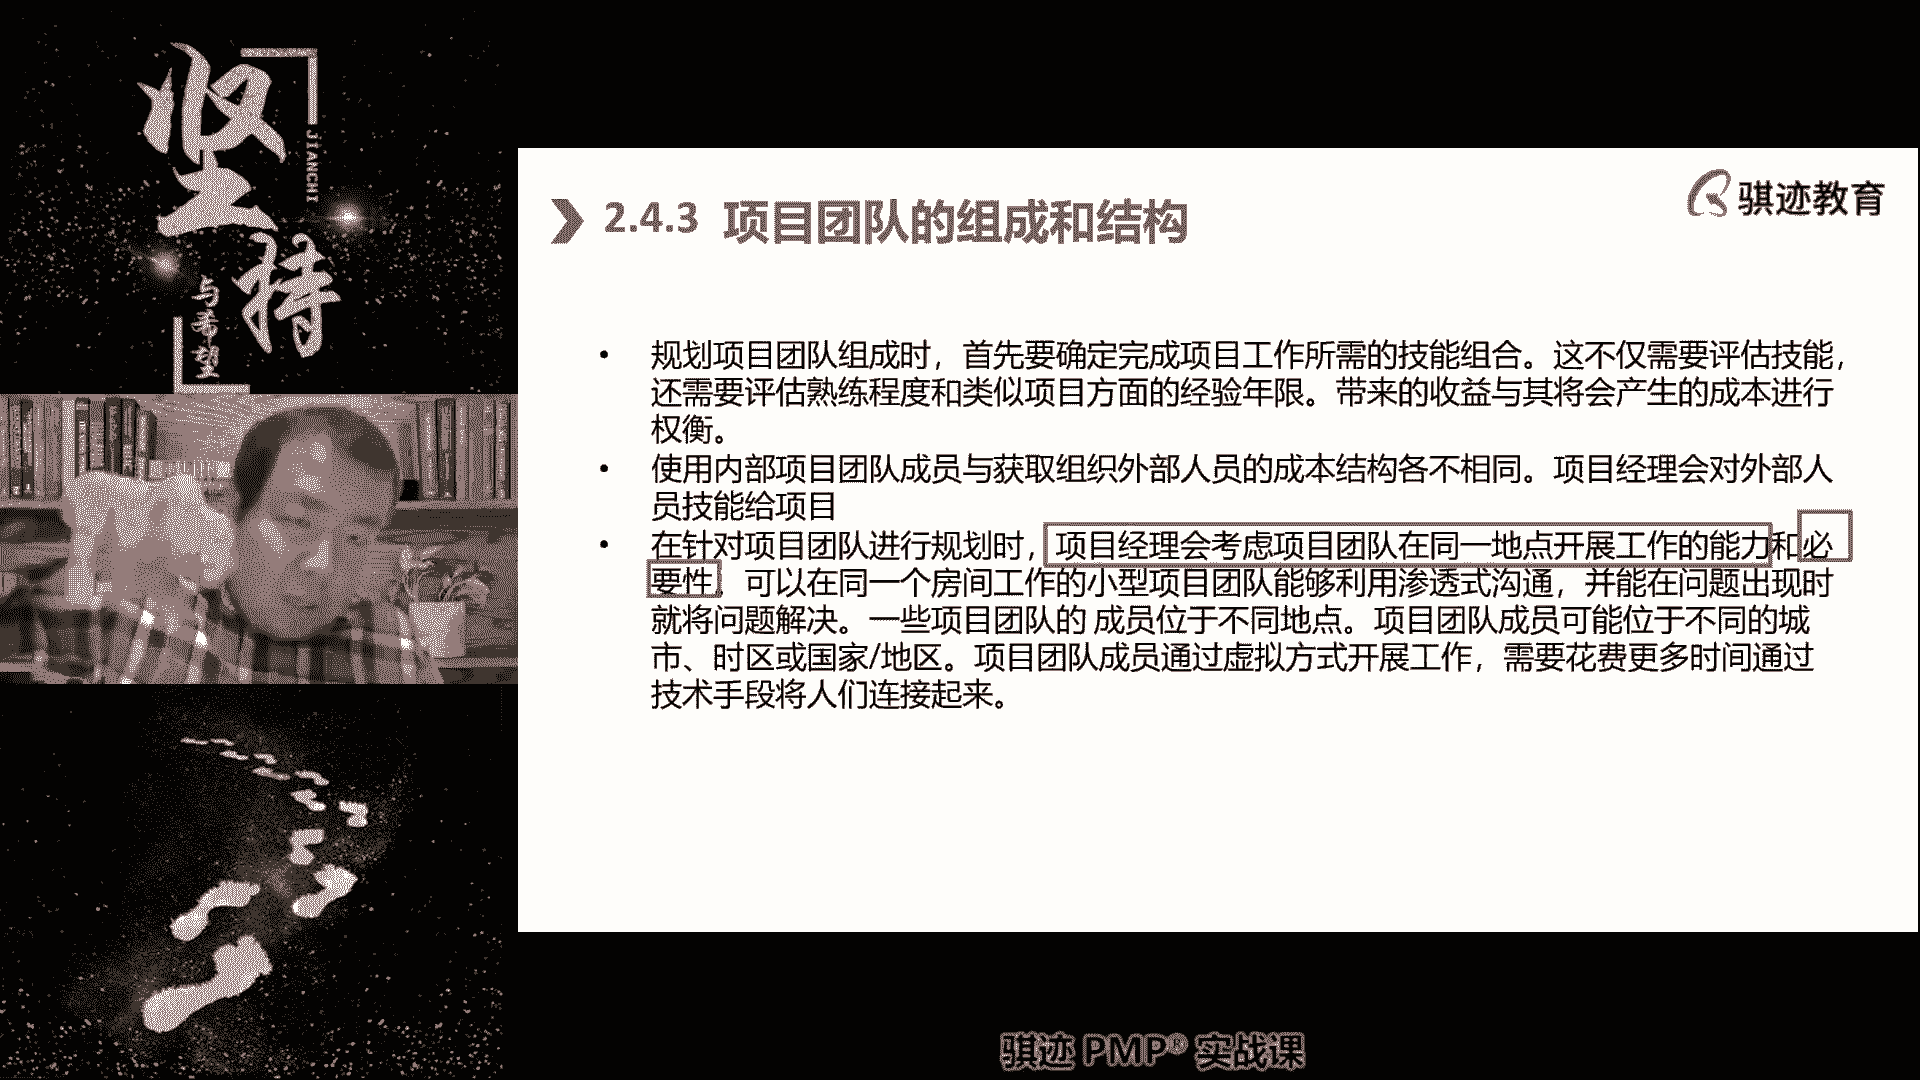 坚持
JIANCHI
与希望
骐迹教育
2.4.3 项目团队的组成和结构
• 规划项目团队组成时，首先要确定完成项目工作所需的技能组合。这不仅需要评估技能，
还需要评估熟练程度和类似项目方面的经验年限。带来的收益与其将会产生的成本进行
权衡。
• 使用内部项目团队成员与获取组织外部人员的成本结构各不相同。项目经理会对外部人
员技能给项目
• 在针对项目团队进行规划时，项目经理会考虑项目团队在同一地点开展工作的能力和必
要性。可以在同一个房间工作的小型项目团队能够利用渗透式沟通，并能在问题出现时
就将问题解决。一些项目团队的 成员位于不同地点。项目团队成员可能位于不同的城
市、时区或国家/地区。项目团队成员通过虚拟方式开展工作，需要花费更多时间通过
技术手段将人们连接起来。
骐迹 PMP® 实战课